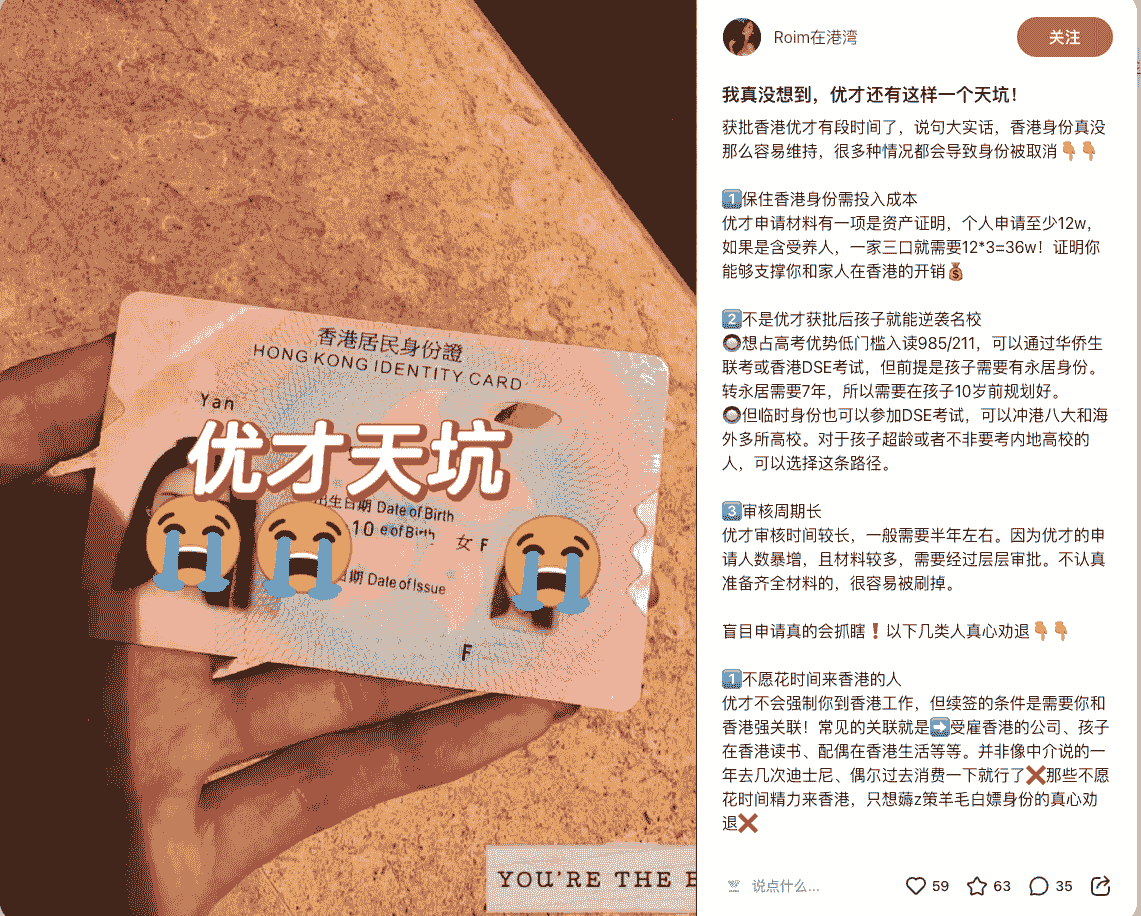 香港居民身份證
HONG KONG IDENTITY CARD
Yan
优才天坑
出生日期 Date of Birth
10
e of Birth
女 F
日期 Date of Issue
F
YOU'RE THE B
Roim在港湾
关注
我真没想到，优才还有这样一个天坑！
获批香港优才有段时间了，说句大实话，香港身份真没
那么容易维持，很多种情况都会导致身份被取消👇👇
1️⃣保住香港身份需投入成本
优才申请材料有一项是资产证明，个人申请至少12w，
如果是含受养人，一家三口就需要12*3=36w！证明你
能够支撑你和家人在香港的开销💰
2️⃣不是优才获批后孩子就能逆袭名校
⭕想占高考优势低门槛入读985/211，可以通过华侨生
联考或香港DSE考试，但前提是孩子需要有永居身份。
转永居需要7年，所以需要在孩子10岁前规划好。
⭕但临时身份也可以参加DSE考试，可以冲港八大和海
外多所高校。对于孩子超龄或者不非要考内地高校的
人，可以选择这条路径。
3️⃣审核周期长
优才审核时间较长，一般需要半年左右。因为优才的申
请人数暴增，且材料较多，需要经过层层审批。不认真
准备齐全材料的，很容易被刷掉。
盲目申请真的会抓瞎❗以下几类人真心劝退👇👇
1️⃣不愿花时间来香港的人
优才不会强制你到香港工作，但续签的条件是需要你和
香港强关联！常见的关联就是➡️受雇香港的公司、孩子
在香港读书、配偶在香港生活等等。并非像中介说的一
年去几次迪士尼、偶尔过去消费一下就行了❌那些不愿
花时间精力来香港，只想薅z策羊毛白嫖身份的真心劝
退❌
说点什么...
59
63
35